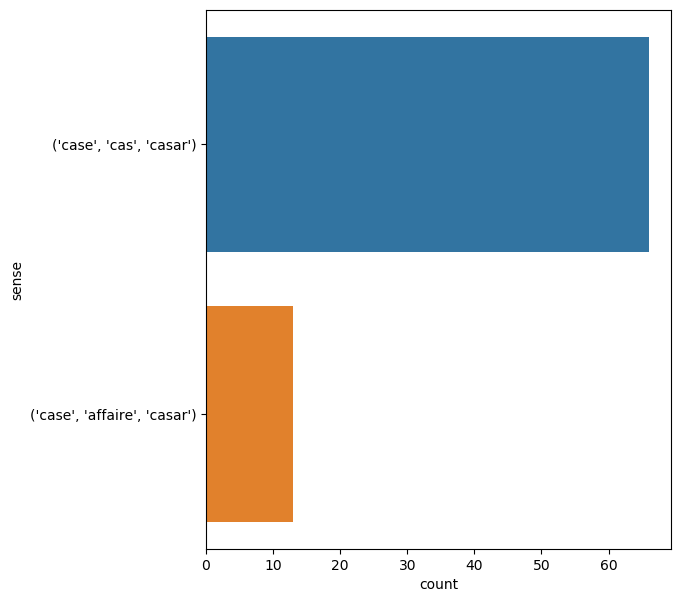 sense
('case', 'cas', 'casar')
('case', 'affaire', 'casar')
0 10 20 30 40 50 60
count